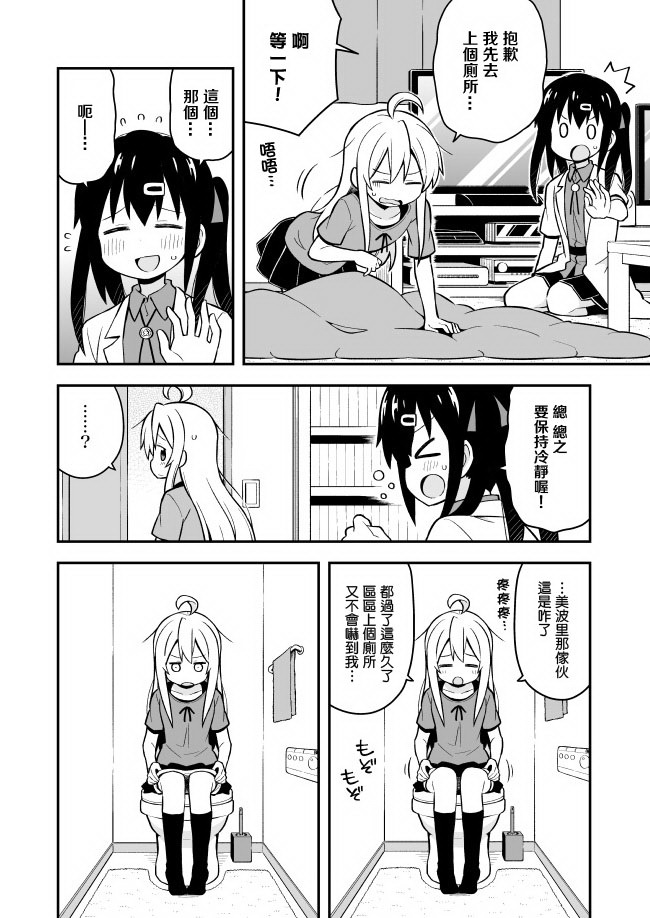 抱歉
我先去
上個廁所…
啊
等一下！
唔唔…
這個…
那個…
呃—…
總 總之
要保持冷靜喔！
……？
…美波里那傢伙
這是咋了
疼疼疼…
もぞもぞ
都過了這麼久了
區區上個廁所
又不會嚇到我…